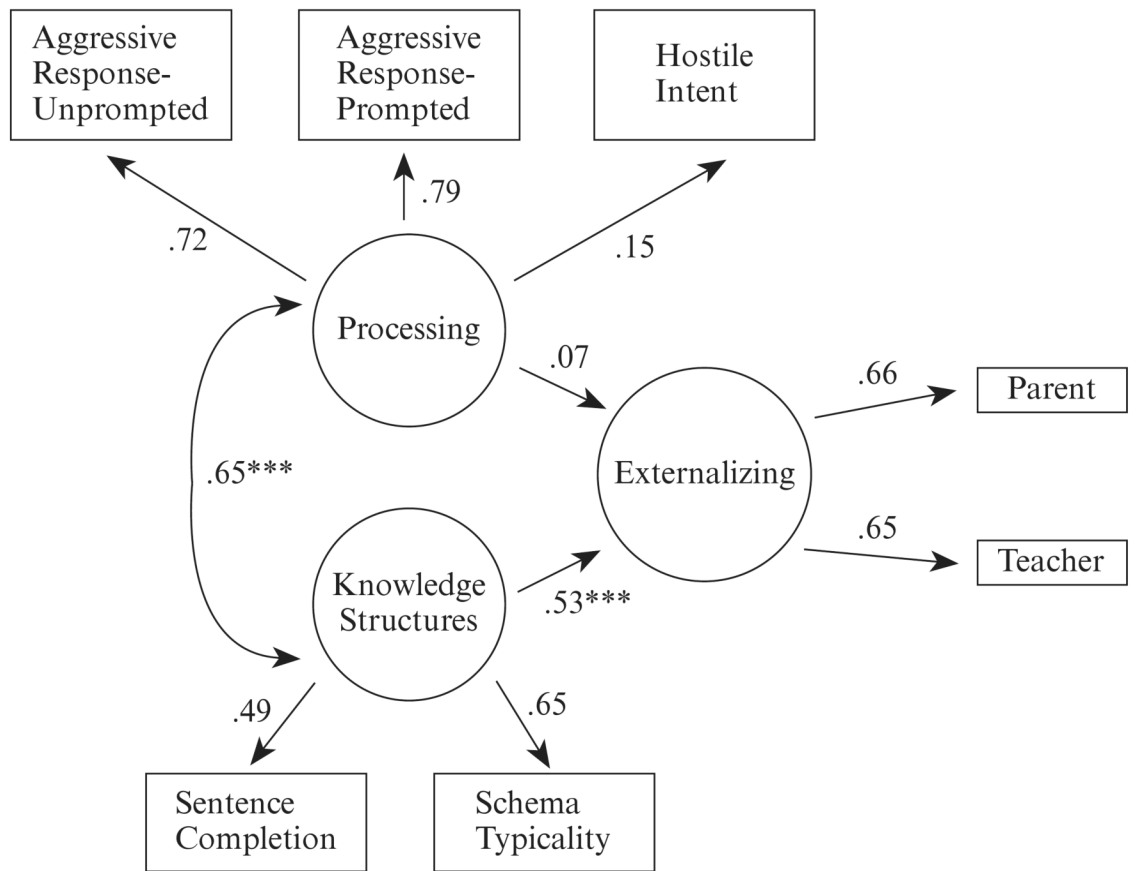 Aggressive
Response-
Unprompted
Aggressive
Response-
Prompted
Hostile
Intent
.72
.79
.15
Processing
.07
.66
Parent
Externalizing
.65***
.65
Teacher
Knowledge
Structures
.53***
.49
.65
Sentence
Completion
Schema
Typicality